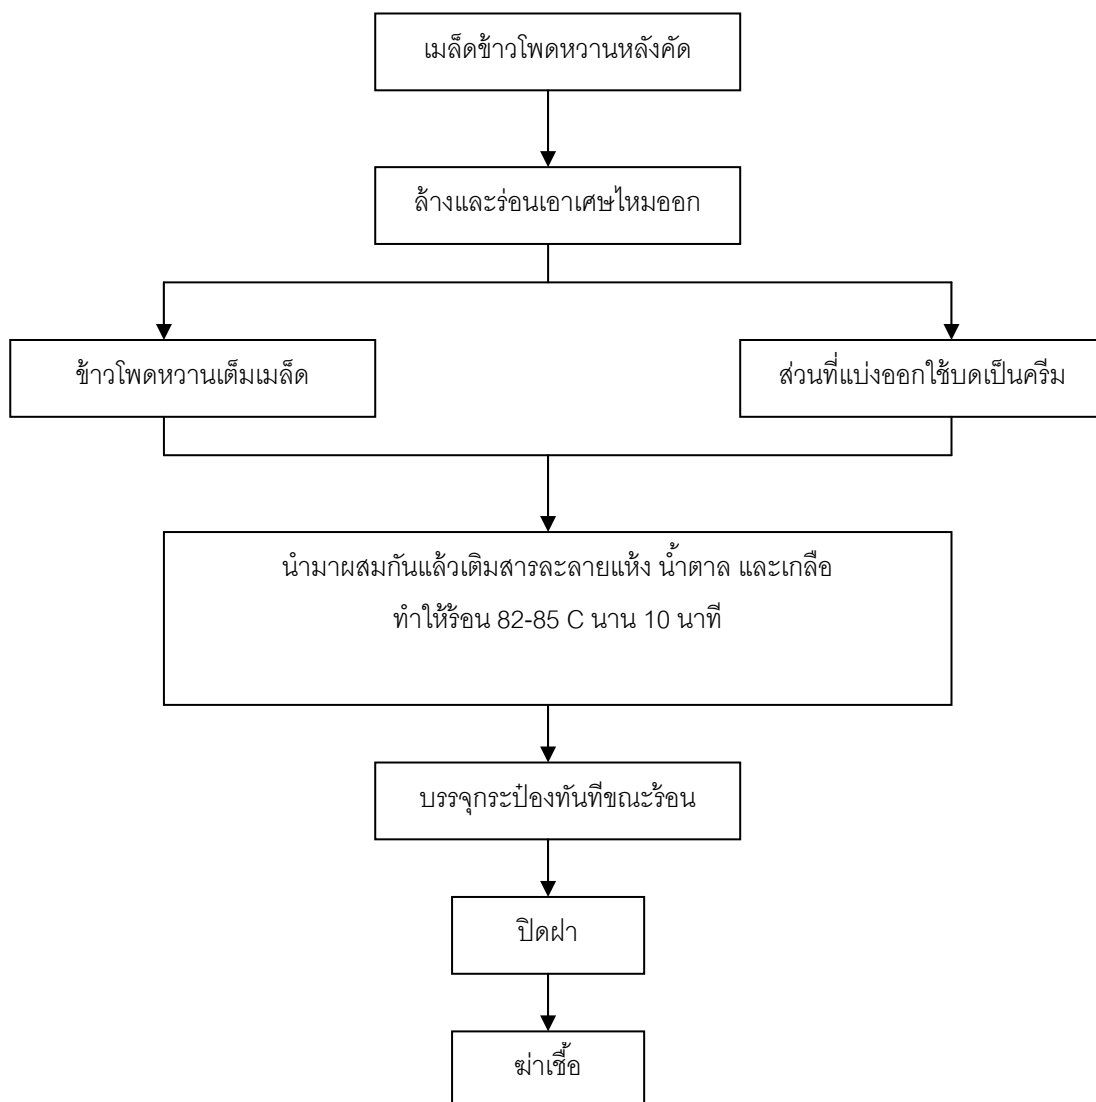 เมล็ดข้าวโพดหวานหลังคัด
ล้างและร่อนเอาเศษไหมออก
ข้าวโพดหวานเต็มเมล็ด
ส่วนที่แบ่งออกใช้บดเป็นครีม
นำมาผสมกันแล้วเติมสารละลายแห้ง น้ำตาล และเกลือ
ทำให้ร้อน 82-85 C นาน 10 นาที
บรรจุกระป๋องทันทีขณะร้อน
ปิดฝา
ฆ่าเชื้อ